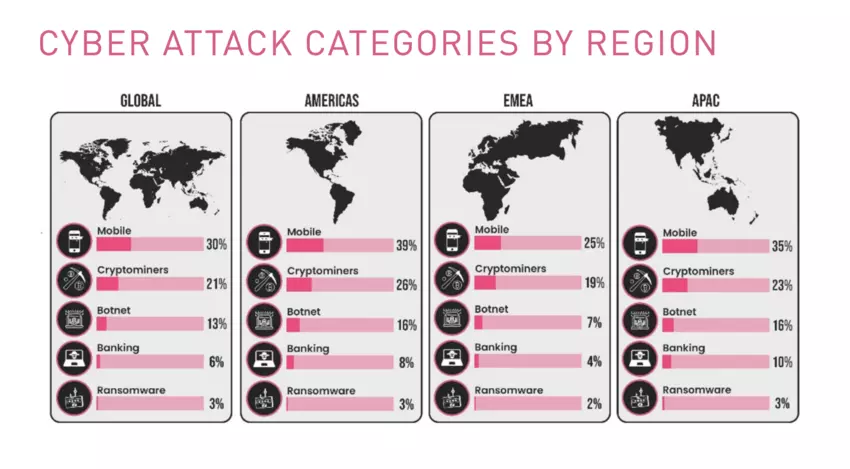 CYBER ATTACK CATEGORIES BY REGION
GLOBAL
Mobile
30%
Cryptominers
21%
Botnet
13%
Banking
6%
Ransomware
3%
AMERICAS
Mobile
39%
Cryptominers
26%
Botnet
16%
Banking
8%
Ransomware
3%
EMEA
Mobile
25%
Cryptominers
19%
Botnet
7%
Banking
4%
Ransomware
2%
APAC
Mobile
35%
Cryptominers
23%
Botnet
16%
Banking
10%
Ransomware
3%